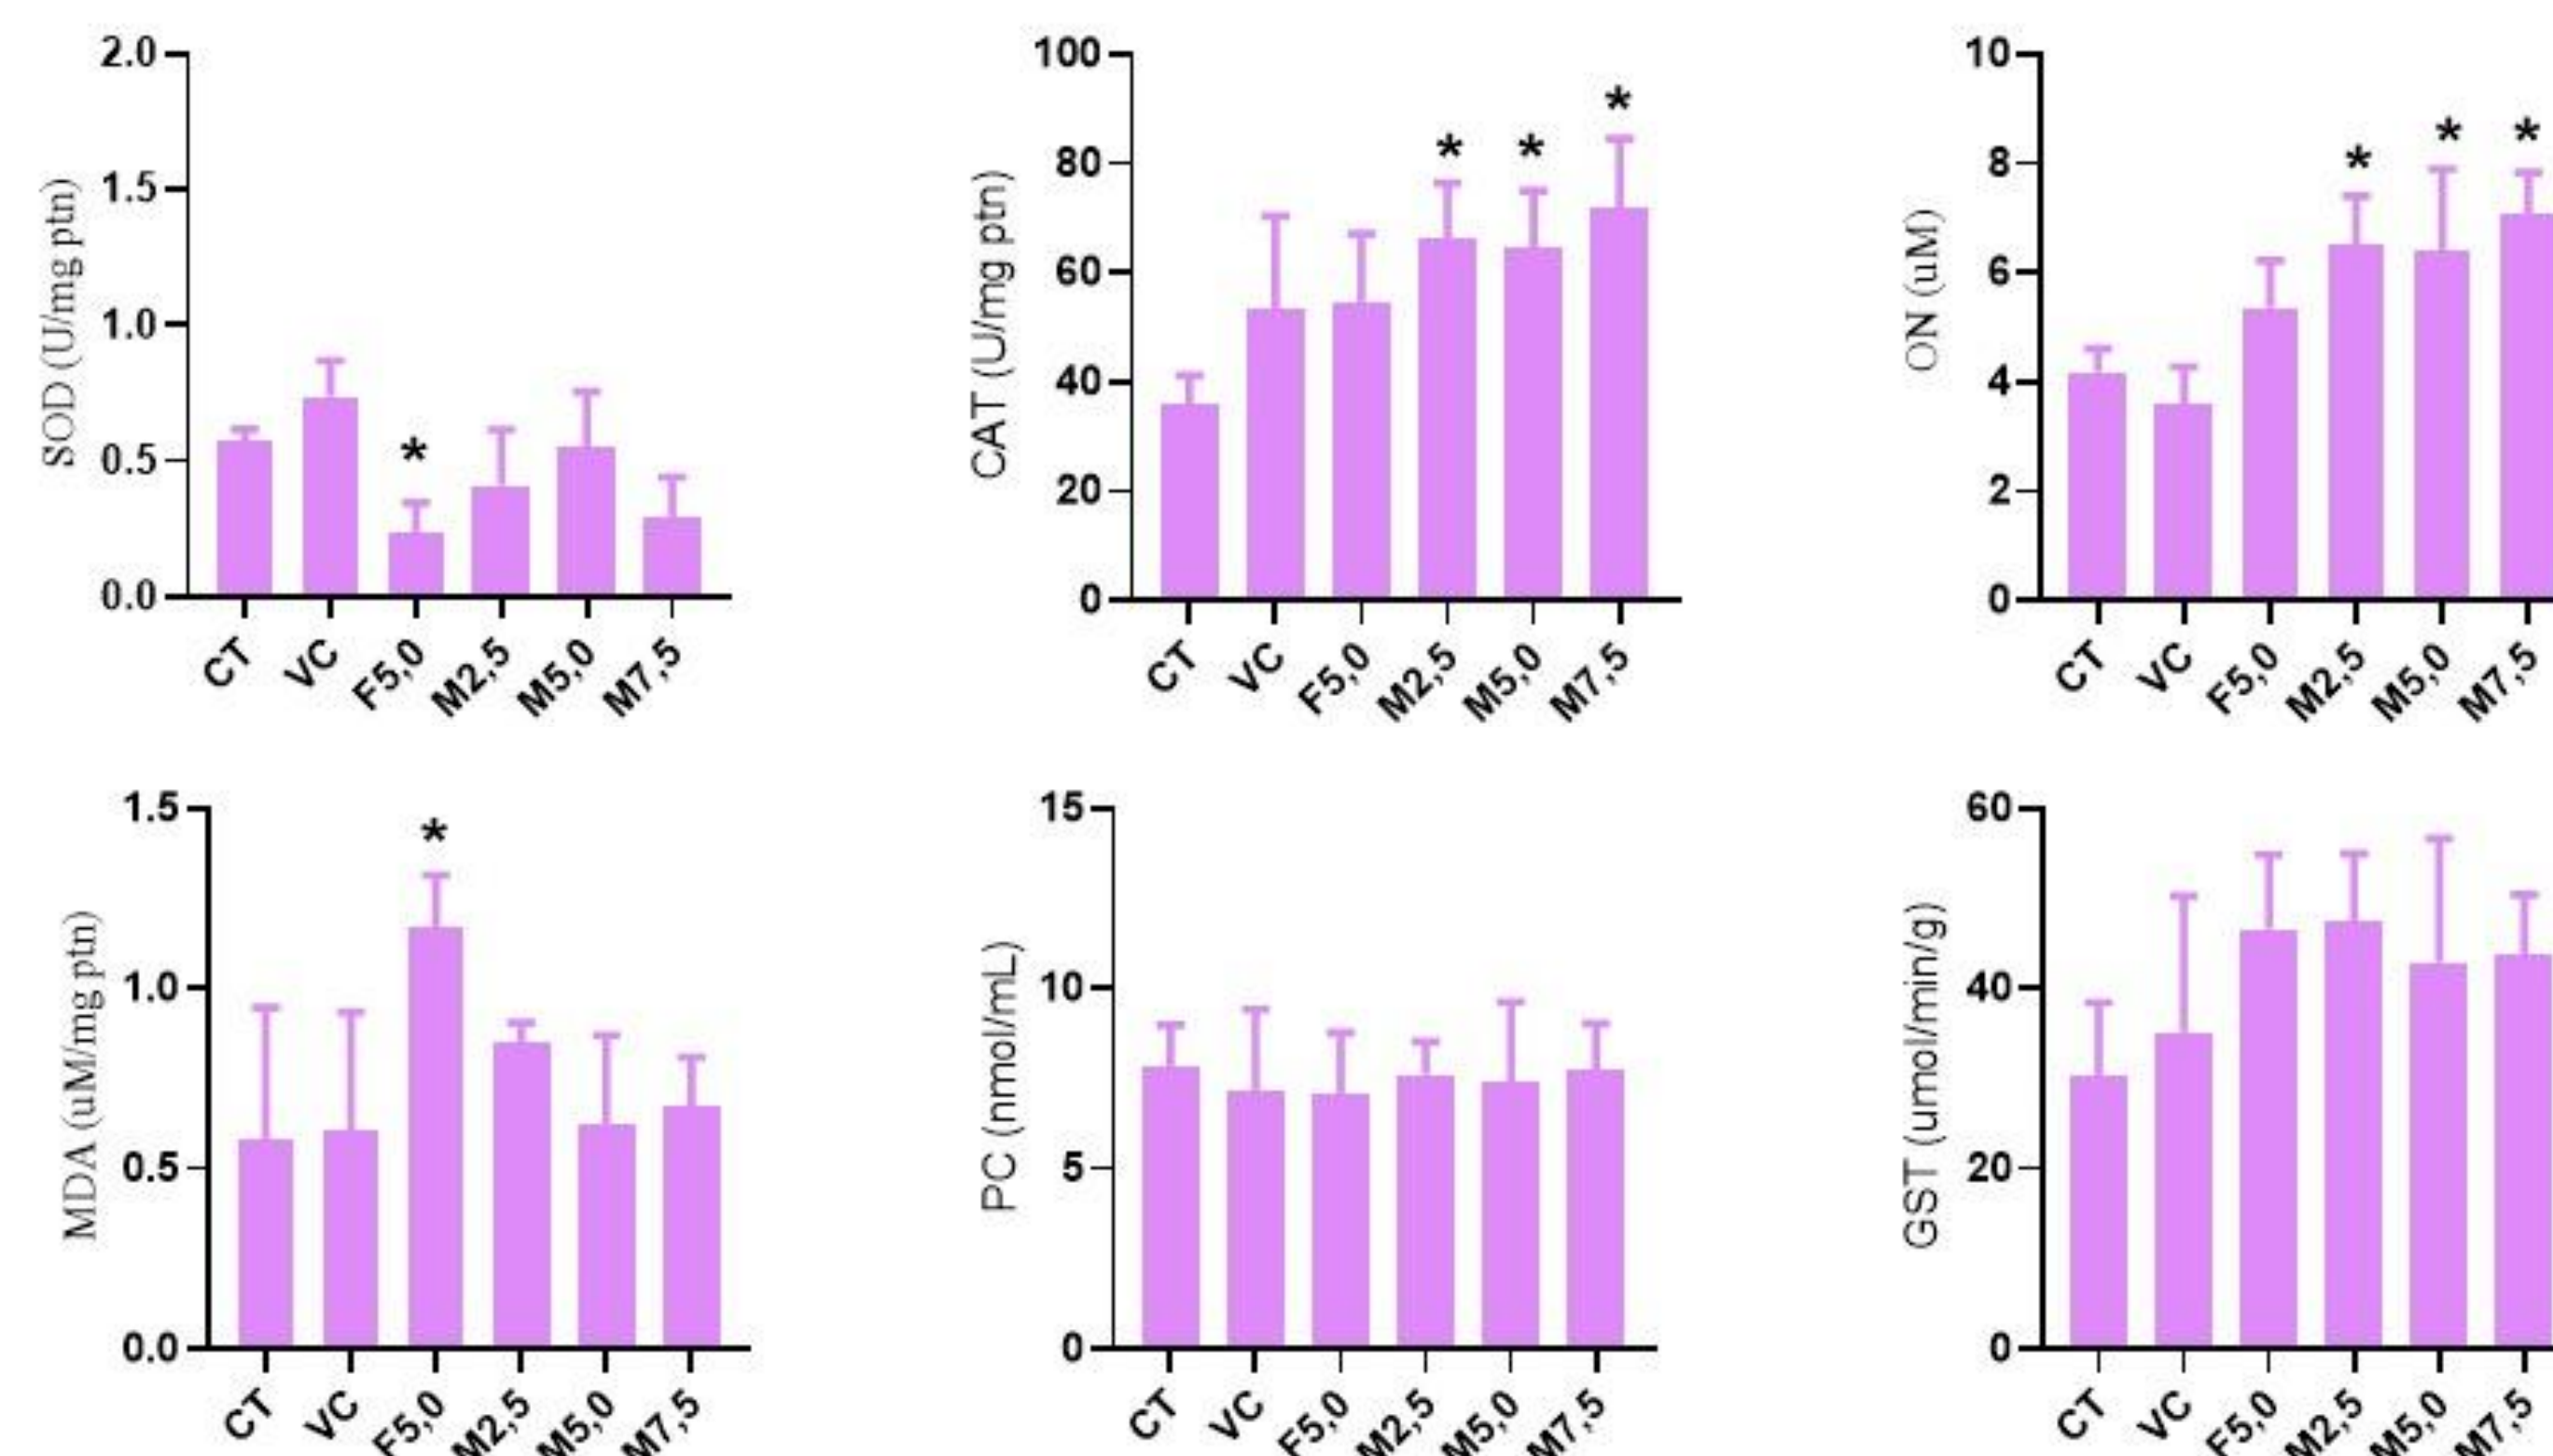 SOD (U/mg ptn)
2.0
1.5
1.0
0.5
0.0
*
CT VC F5,0 M2,5 M5,0 M7,5
CAT (U/mg ptn)
100
80
60
40
20
0
* * *
CT VC F5,0 M2,5 M5,0 M7,5
ON (uM)
10
8
6
4
2
0
* * *
CT VC F5,0 M2,5 M5,0 M7,5
MDA (uM/mg ptn)
1.5
1.0
0.5
0.0
*
CT VC F5,0 M2,5 M5,0 M7,5
PC (nmol/mL)
15
10
5
0
CT VC F5,0 M2,5 M5,0 M7,5
GST (umol/min/g)
60
40
20
0
CT VC F5,0 M2,5 M5,0 M7,5